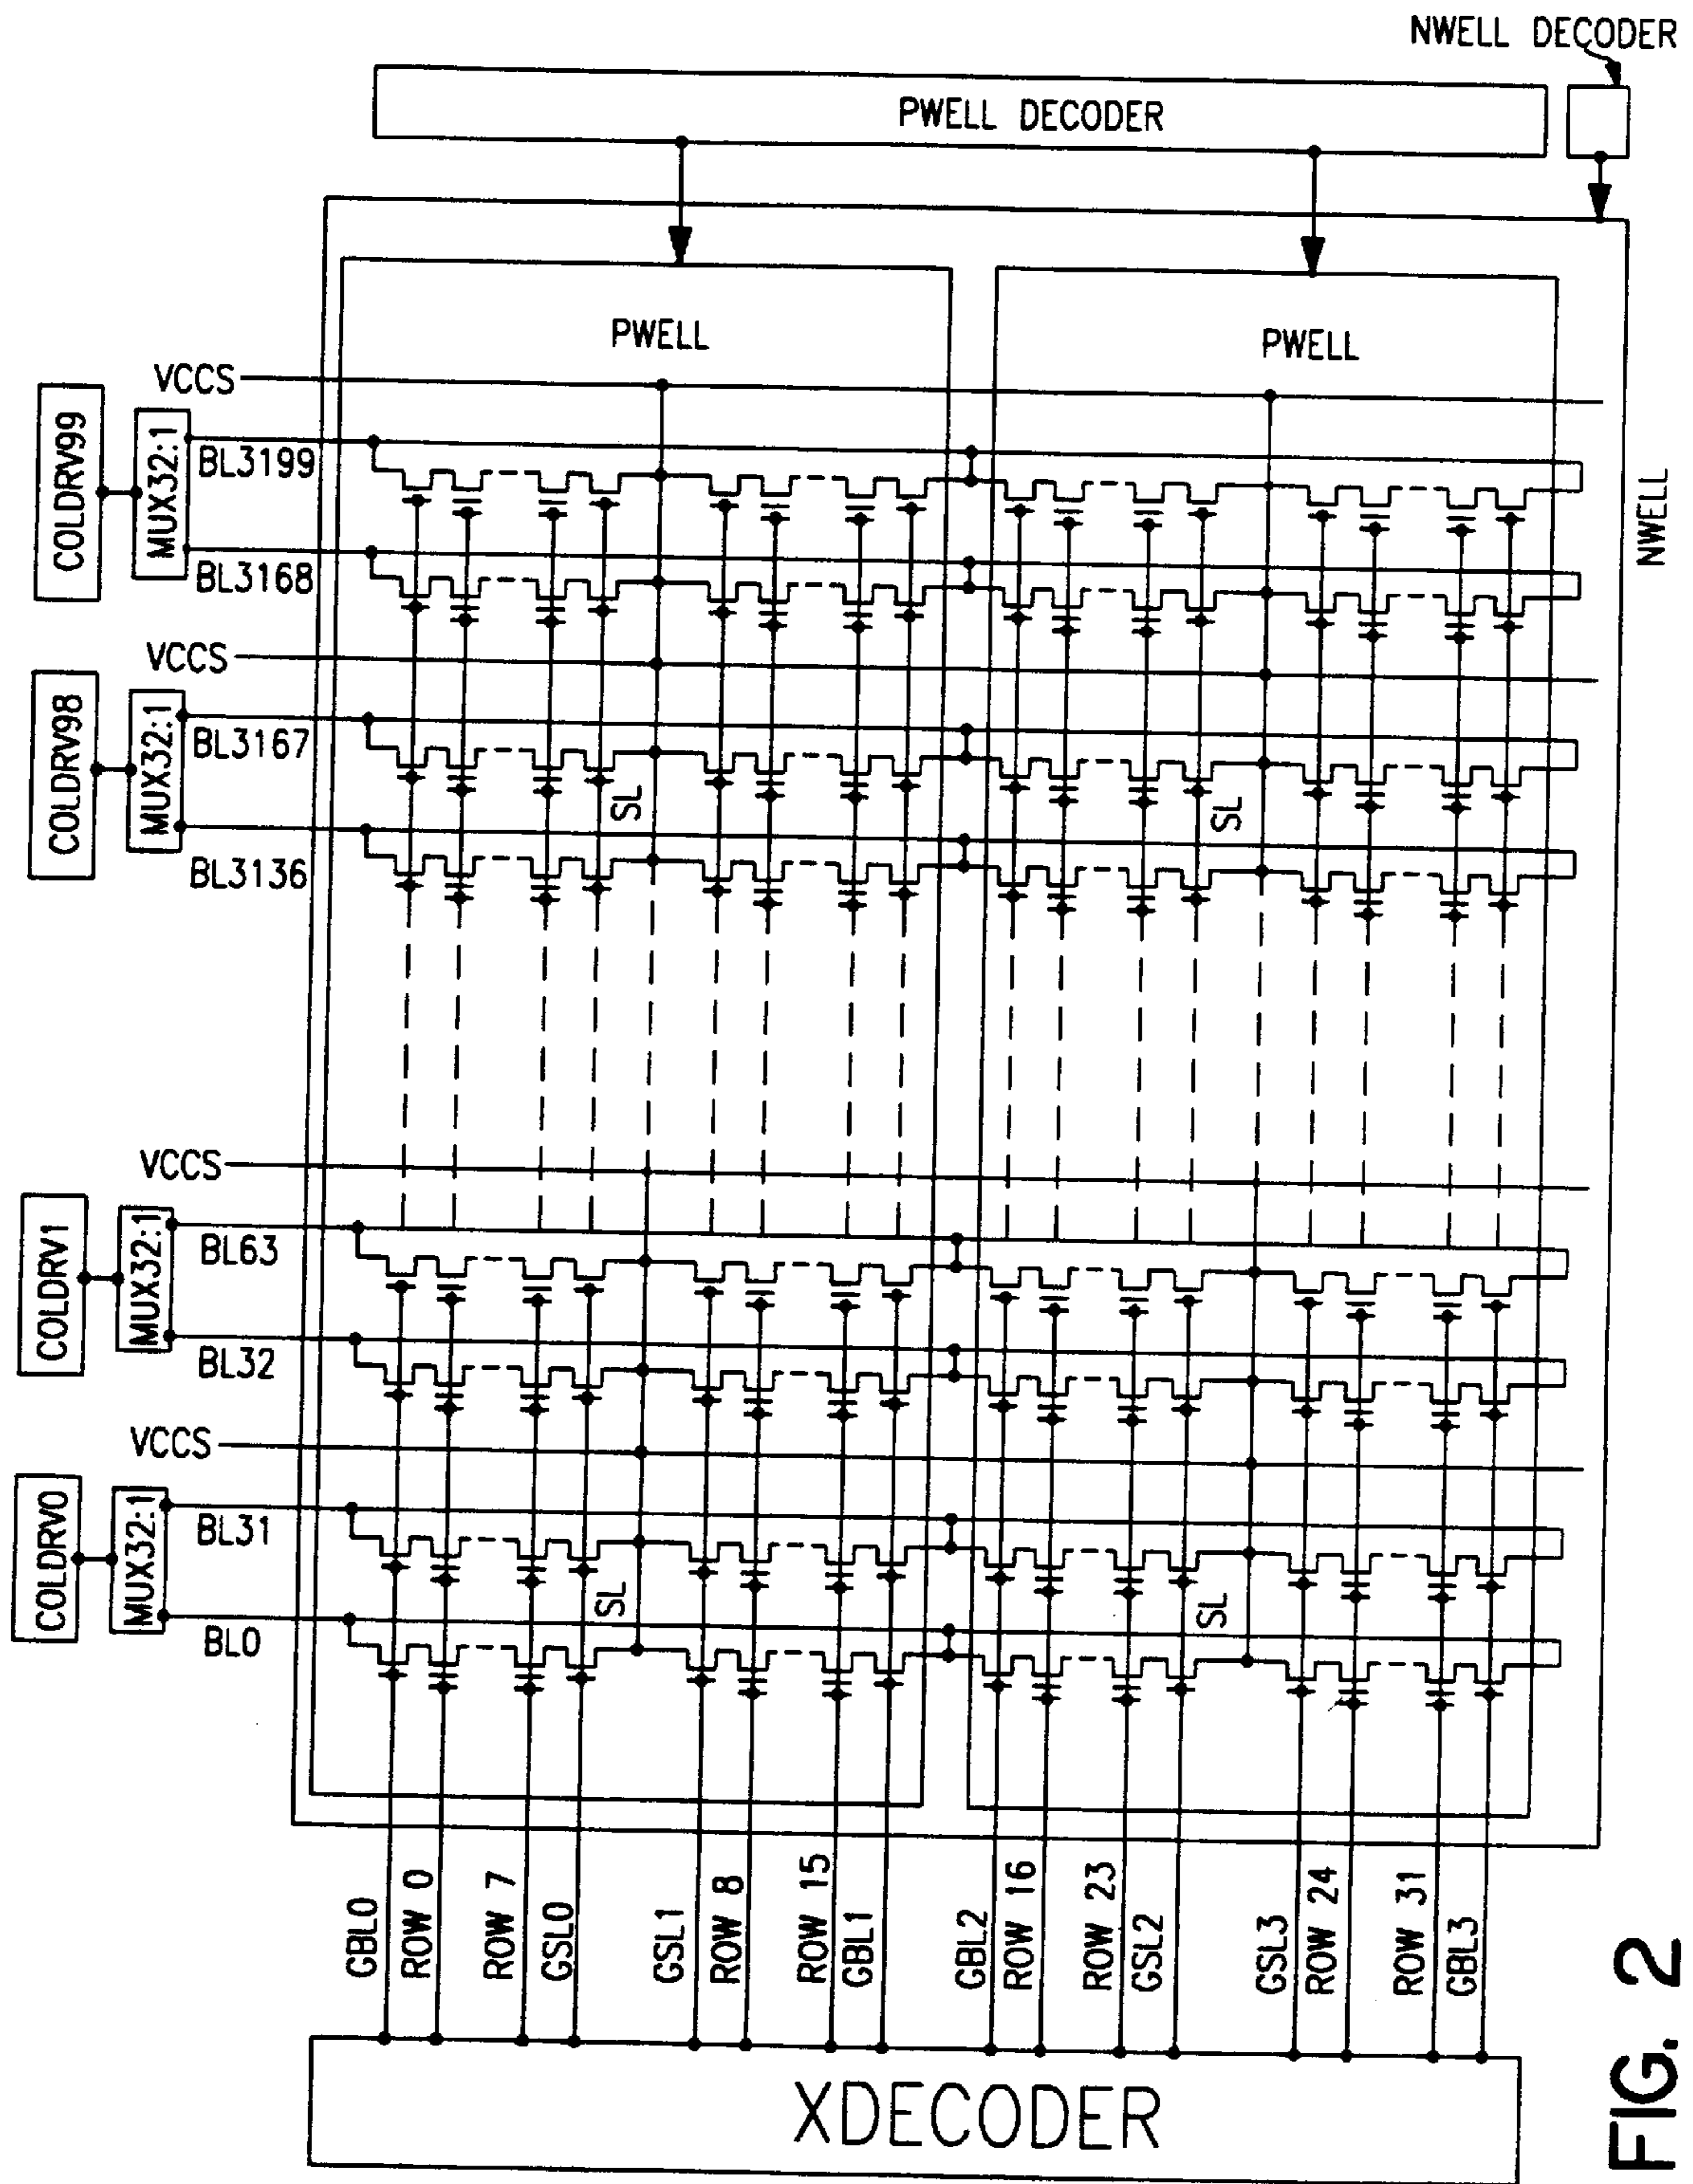 NWELL DECODER
PWELL DECODER
PWELL
PWELL
VCCS
COLDRV99
MUX32:1
BL3199
BL3168
NWELL
VCCS
COLDRV98
MUX32:1
BL3167
SL
SL
BL3136
VCCS
COLDRV1
MUX32:1
BL63
BL32
VCCS
COLDRV0
MUX32:1
BL31
SL
SL
BL0
GBL0
ROW 0
ROW 7
GSL0
GSL1
ROW 8
ROW 15
GBL1
GBL2
ROW 16
ROW 23
GSL2
GSL3
ROW 24
ROW 31
GBL3
XDECODER
FIG. 2